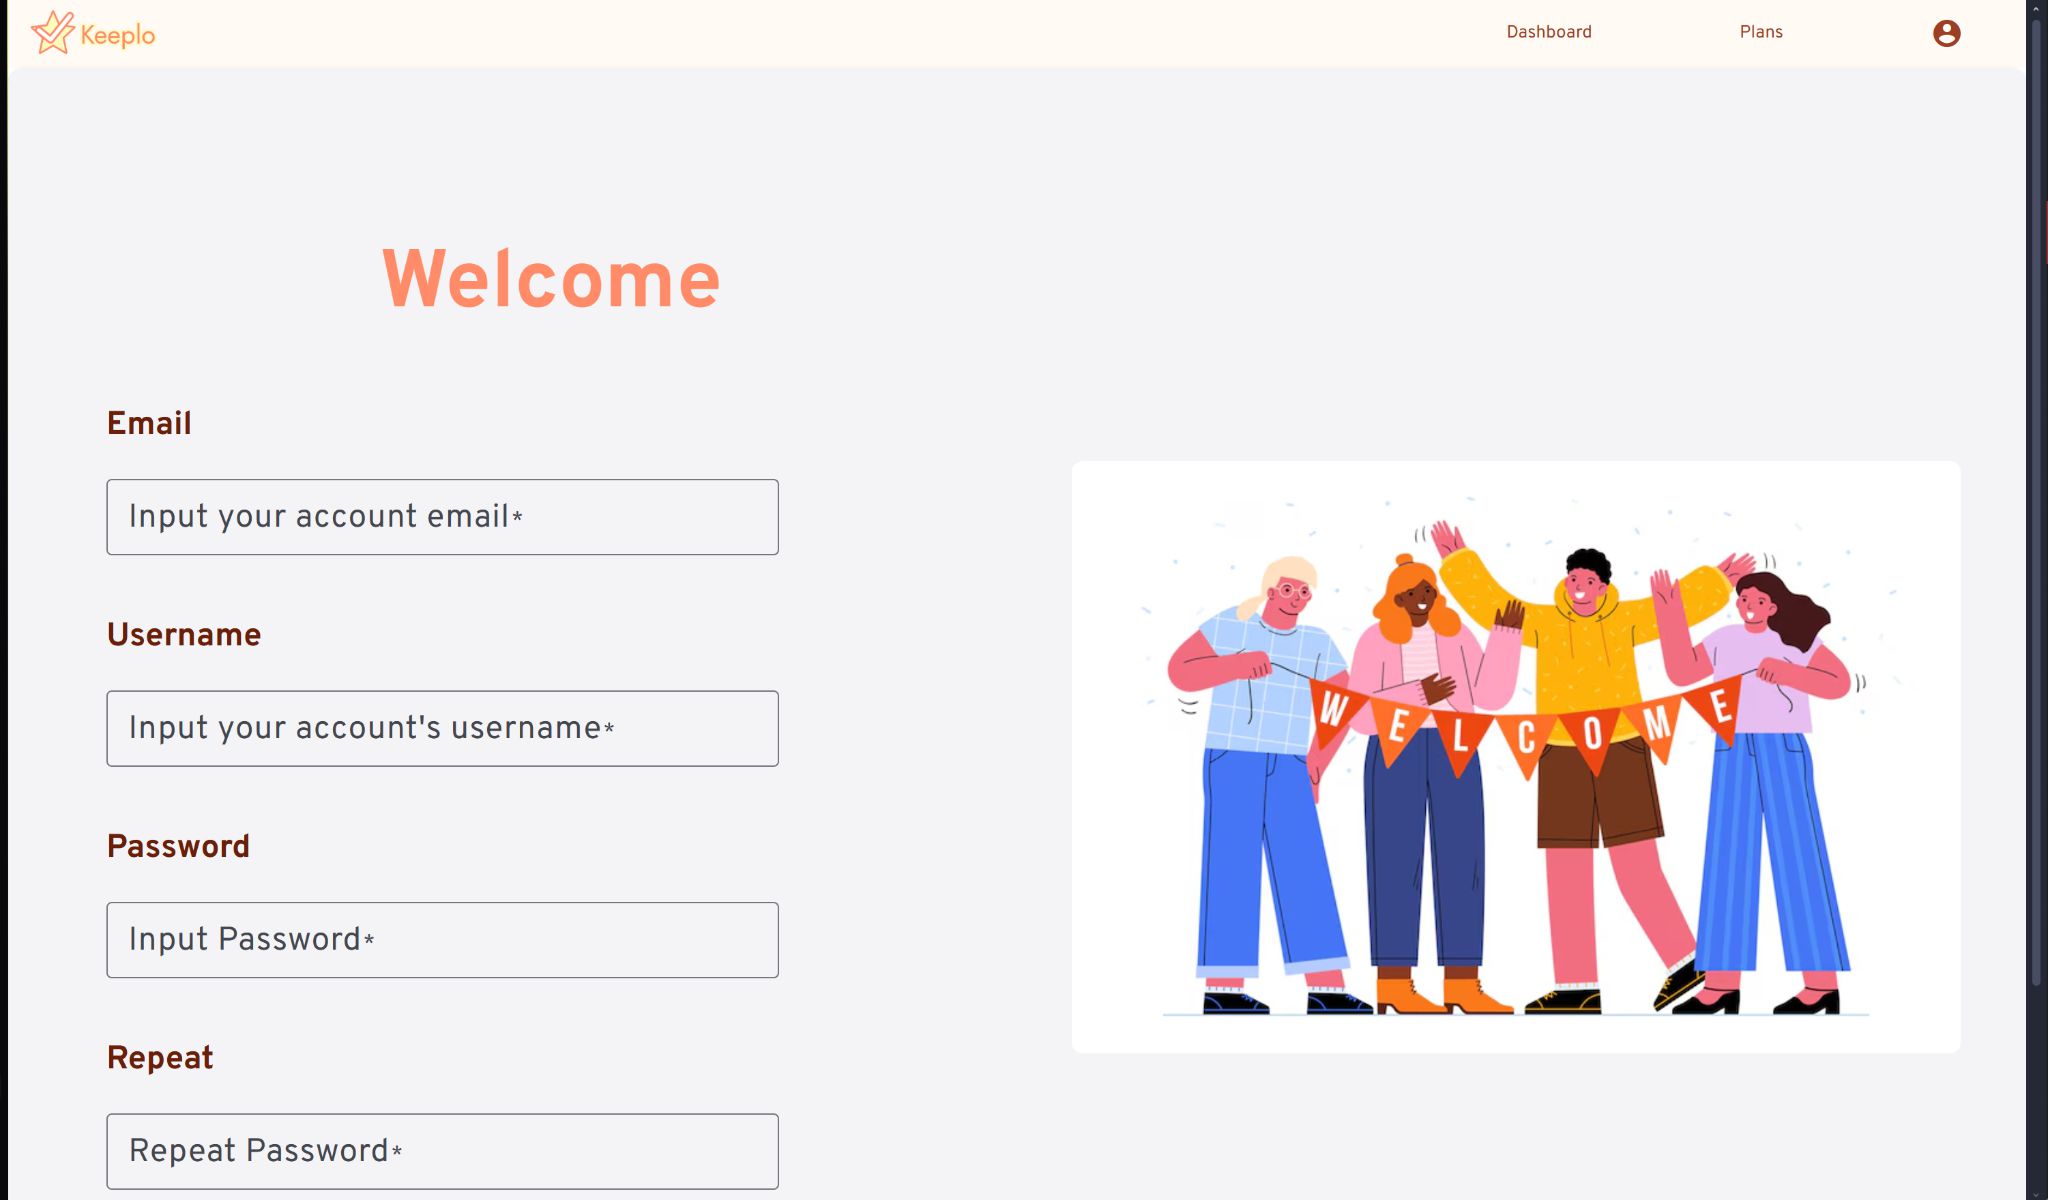 Keeplo
Dashboard
Plans
Welcome
Email
Input your account email*
Username
Input your account's username*
Password
Input Password*
Repeat
Repeat Password*
WELCOME